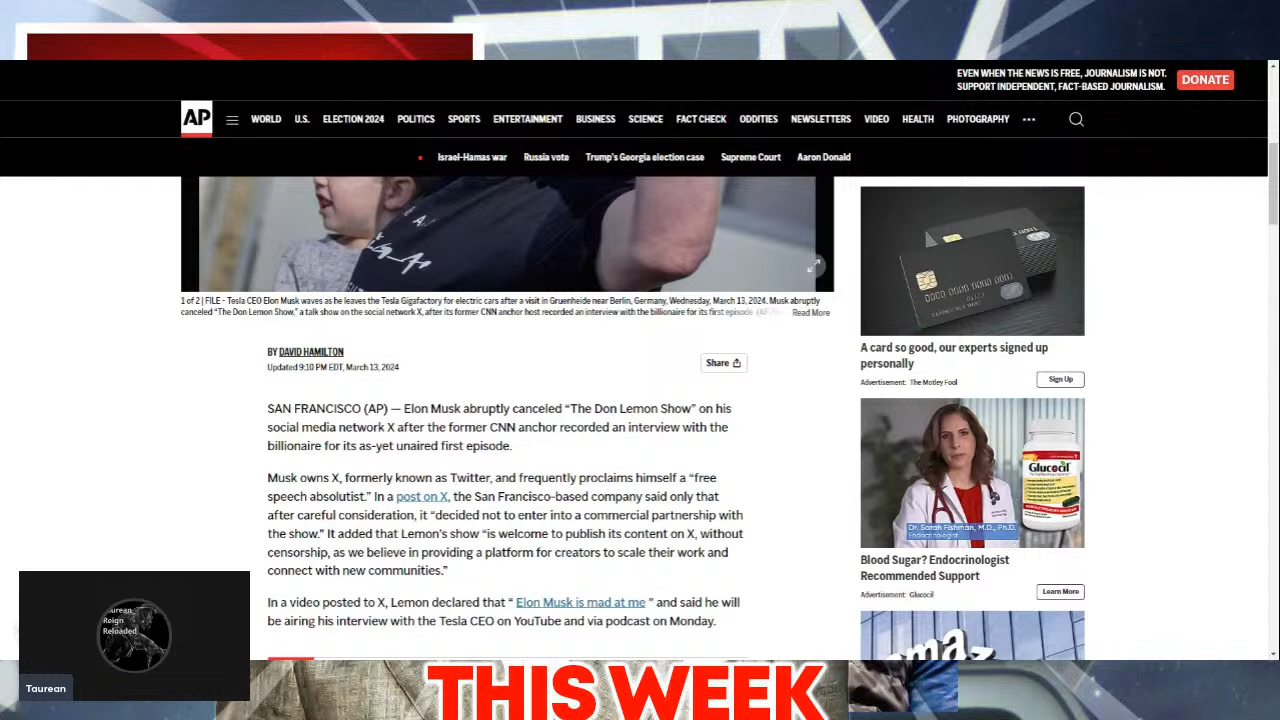 EVEN WHEN THE NEWS IS FREE, JOURNALISM IS NOT.
SUPPORT INDEPENDENT, FACT-BASED JOURNALISM.
DONATE
AP
WORLD U.S. ELECTION 2024 POLITICS SPORTS ENTERTAINMENT BUSINESS SCIENCE FACT CHECK ODDITIES NEWSLETTERS VIDEO HEALTH PHOTOGRAPHY
Israel-Hamas war Russia vote Trump's Georgia election case Supreme Court Aaron Donald
1 of 2 | FILE - Tesla CEO Elon Musk waves as he leaves the Tesla Gigafactory for electric cars after a visit in Gruenheide near Berlin, Germany, Wednesday, March 13, 2024. Musk abruptly
canceled “The Don Lemon Show,” a talk show on the social network X, after its former CNN anchor host recorded an interview with the billionaire for its first episode. Read More
BY DAVID HAMILTON
Updated 9:10 PM EDT, March 13, 2024
Share
SAN FRANCISCO (AP) — Elon Musk abruptly canceled “The Don Lemon Show” on his
social media network X after the former CNN anchor recorded an interview with the
billionaire for its as-yet unaired first episode.
Musk owns X, formerly known as Twitter, and frequently proclaims himself a “free
speech absolutist.” In a post on X, the San Francisco-based company said only that
after careful consideration, it “decided not to enter into a commercial partnership with
the show.” It added that Lemon's show “is welcome to publish its content on X, without
censorship, as we believe in providing a platform for creators to scale their work and
connect with new communities.”
In a video posted to X, Lemon declared that “ Elon Musk is mad at me ” and said he will
be airing his interview with the Tesla CEO on YouTube and via podcast on Monday.
A card so good, our experts signed up
personally
Advertisement: The Motley Fool
Sign Up
Glucocil
Dr. Sarah Fishman, M.D., Ph.D.
Endocrinologist
Blood Sugar? Endocrinologist
Recommended Support
Advertisement: Glucocil
Learn More
Taurean
Reign
Reloaded
Taurean
THIS WEEK